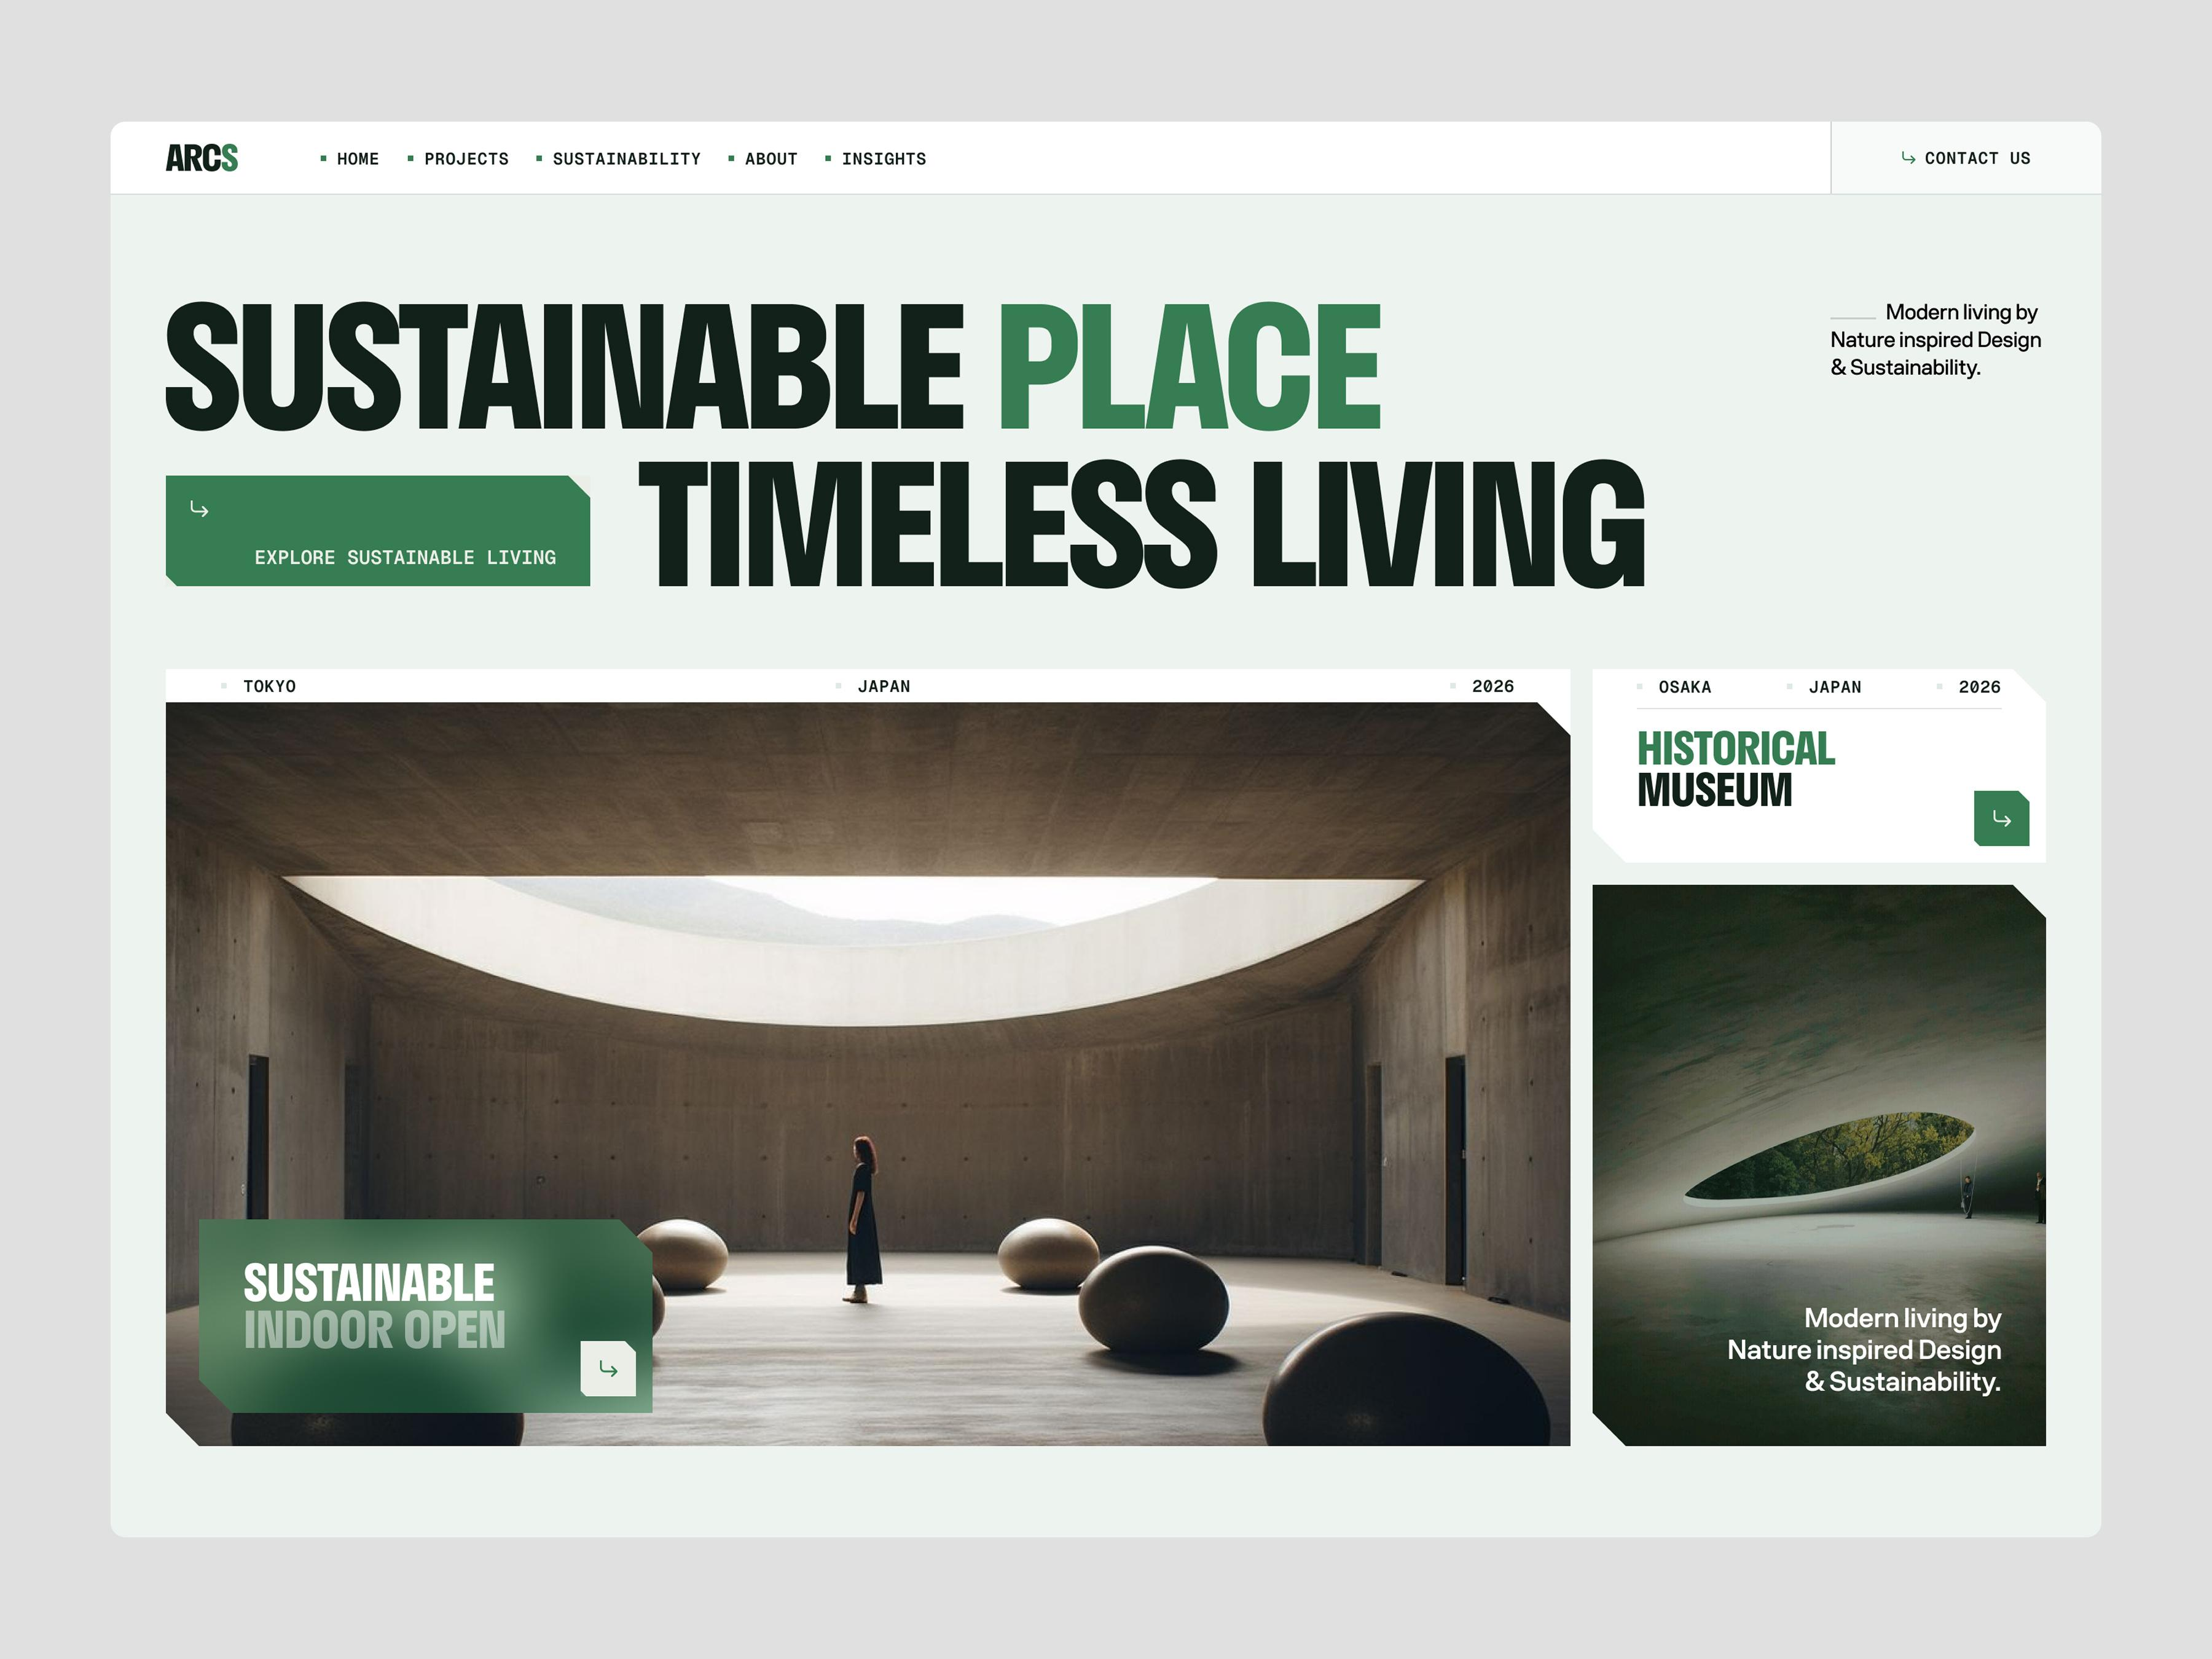 ARCS
HOME PROJECTS SUSTAINABILITY ABOUT INSIGHTS
CONTACT US
SUSTAINABLE PLACE
TIMELESS LIVING
Modern living by
Nature inspired Design
& Sustainability.
EXPLORE SUSTAINABLE LIVING
TOKYO JAPAN 2026
SUSTAINABLE
INDOOR OPEN
OSAKA JAPAN 2026
HISTORICAL
MUSEUM
Modern living by
Nature inspired Design
& Sustainability.